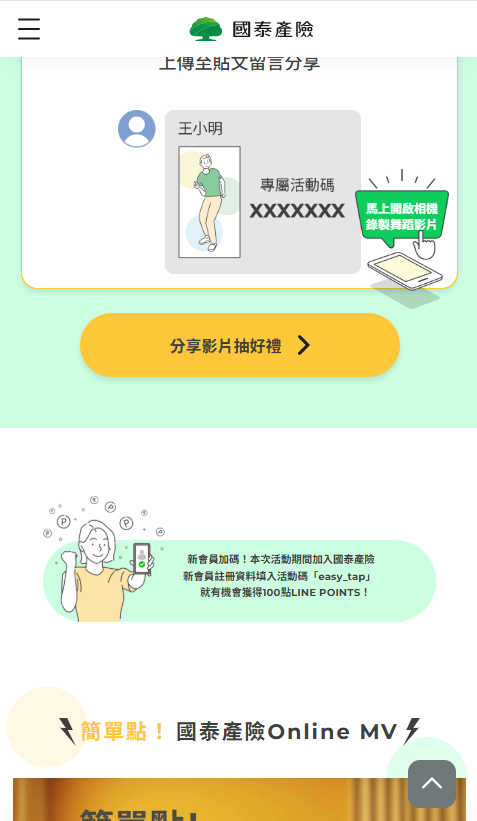 國泰產險
上傳至貼文留言分享
王小明
專屬活動碼
XXXXXXX
馬上開啟相機
錄製舞蹈影片
分享影片抽好禮
新會員加碼！本次活動期間加入國泰產險
新會員註冊資料填入活動碼「easy_tap」
就有機會獲得100點LINE POINTS！
簡單點！ 國泰產險Online MV
簡單點!